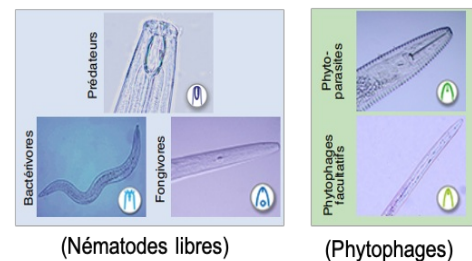 Prédateurs
Phyto-
parasites
Bactérivores
Fongivores
Phytophages
facultatifs
(Nématodes libres)
(Phytophages)